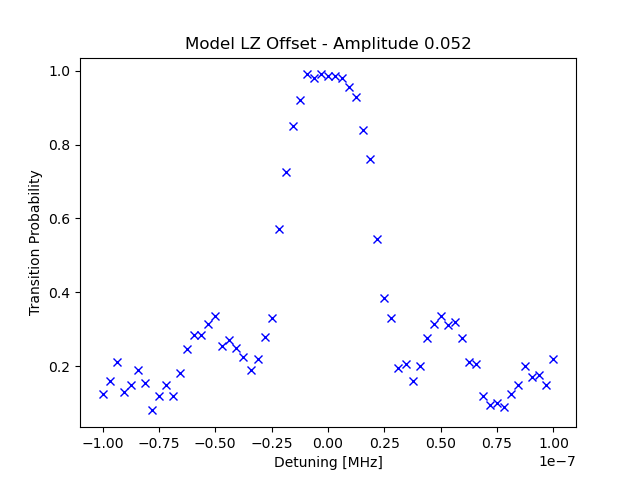 Model LZ Offset - Amplitude 0.052
Transition Probability
1.0
0.8
0.6
0.4
0.2
−1.00 −0.75 −0.50 −0.25 0.00 0.25 0.50 0.75 1.00
1e−7
Detuning [MHz]